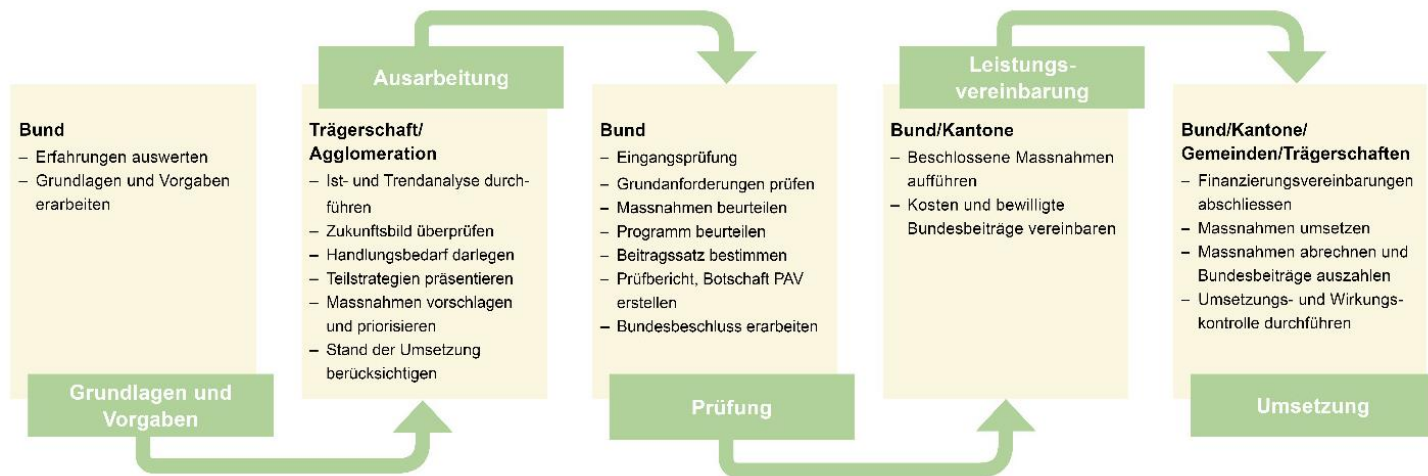 Bund
– Erfahrungen auswerten
– Grundlagen und Vorgaben
erarbeiten
Grundlagen und
Vorgaben
Ausarbeitung
Trägerschaft/
Agglomeration
– Ist- und Trendanalyse durch-
führen
– Zukunftsbild überprüfen
– Handlungsbedarf darlegen
– Teilstrategien präsentieren
– Massnahmen vorschlagen
und priorisieren
– Stand der Umsetzung
berücksichtigen
Bund
– Eingangsprüfung
– Grundanforderungen prüfen
– Massnahmen beurteilen
– Programm beurteilen
– Beitragssatz bestimmen
– Prüfbericht, Botschaft PAV
erstellen
– Bundesbeschluss erarbeiten
Prüfung
Leistungs-
vereinbarung
Bund/Kantone
– Beschlossene Massnahmen
aufführen
– Kosten und bewilligte
Bundesbeiträge vereinbaren
Bund/Kantone/
Gemeinden/Trägerschaften
– Finanzierungsvereinbarungen
abschliessen
– Massnahmen umsetzen
– Massnahmen abrechnen und
Bundesbeiträge auszahlen
– Umsetzungs- und Wirkungs-
kontrolle durchführen
Umsetzung